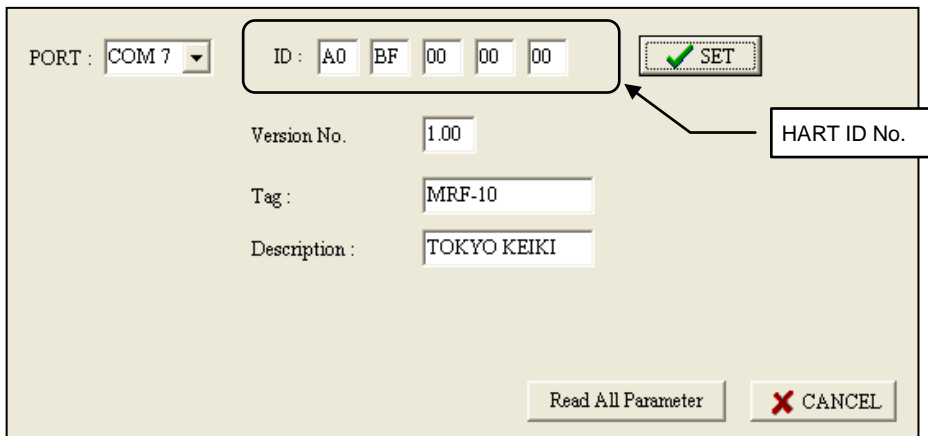 PORT : COM 7 ID : A0 BF 00 00 00 SET
HART ID No.
Version No. 1.00
Tag : MRF-10
Description : TOKYO KEIKI
Read All Parameter CANCEL